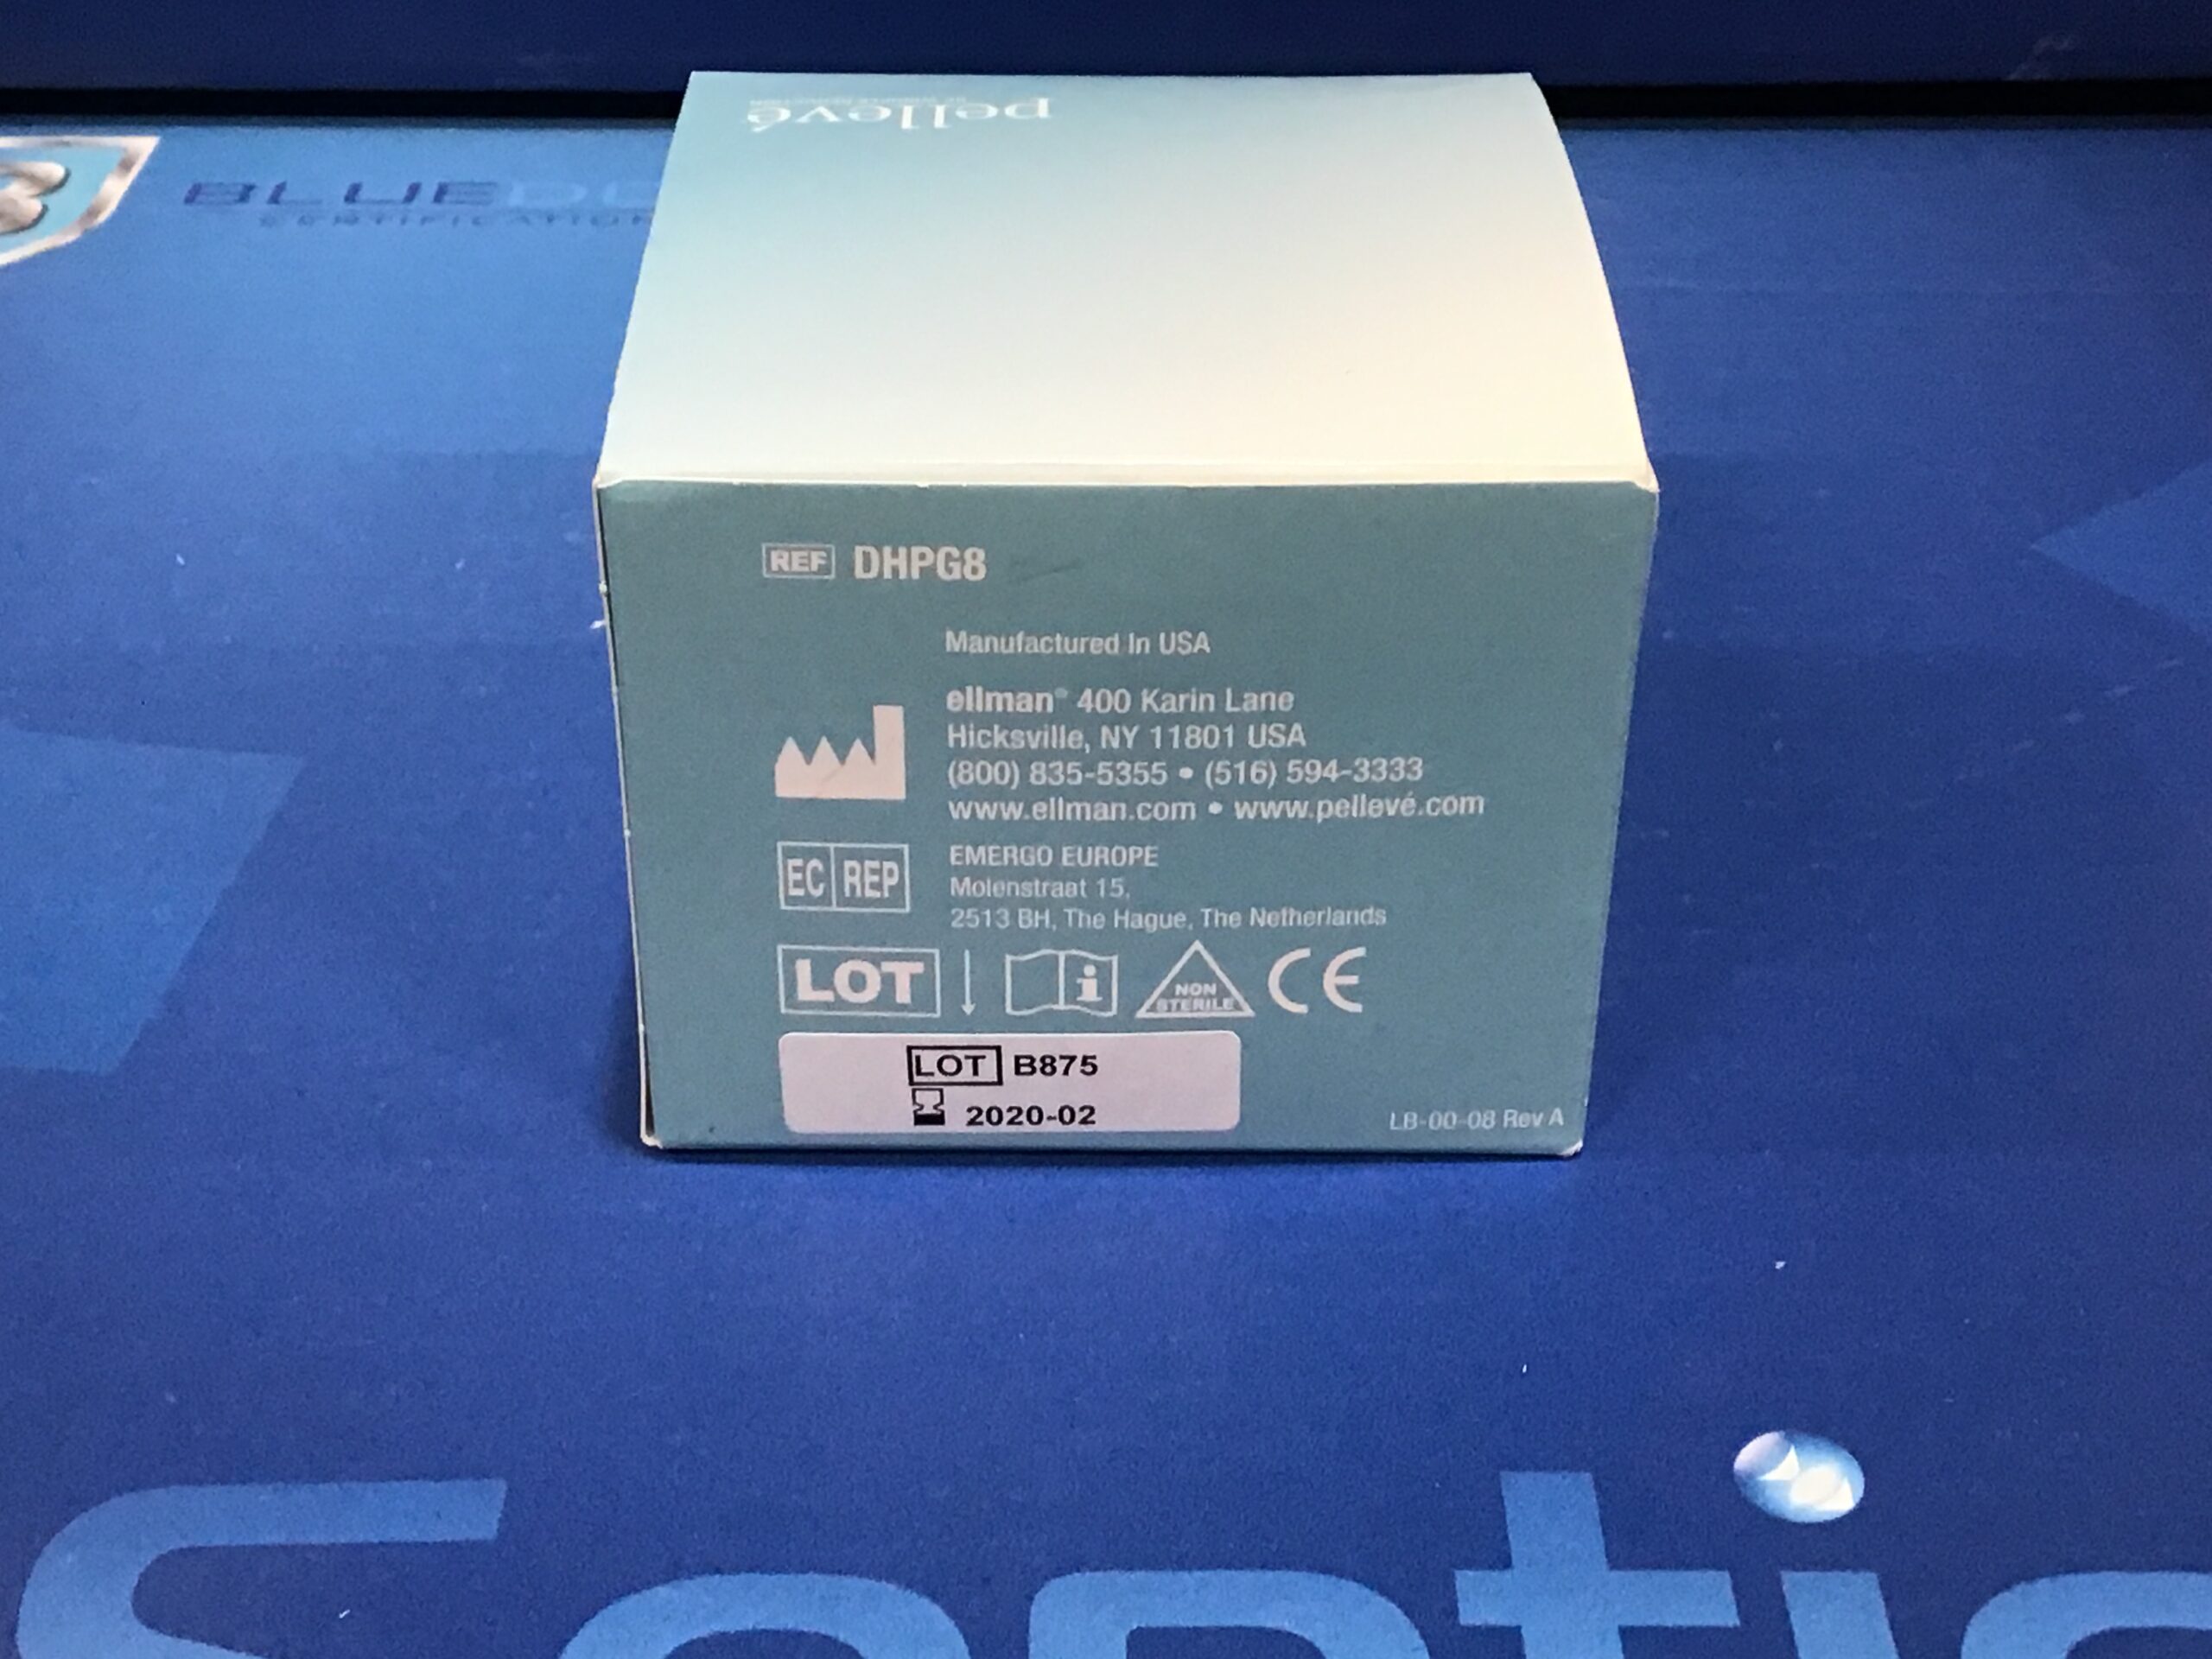 pellevé
BLUEDO
CERTIFICATION
REF DHPG8
Manufactured In USA
ellman® 400 Karin Lane
Hicksville, NY 11801 USA
(800) 835-5355 • (516) 594-3333
www.ellman.com • www.pellevé.com
EC REP
EMERGO EUROPE
Molenstraat 15,
2513 BH, The Hague, The Netherlands
LOT
i
NON
STERILE
CE
LOT B875
2020-02
LB-00-08 Rev A